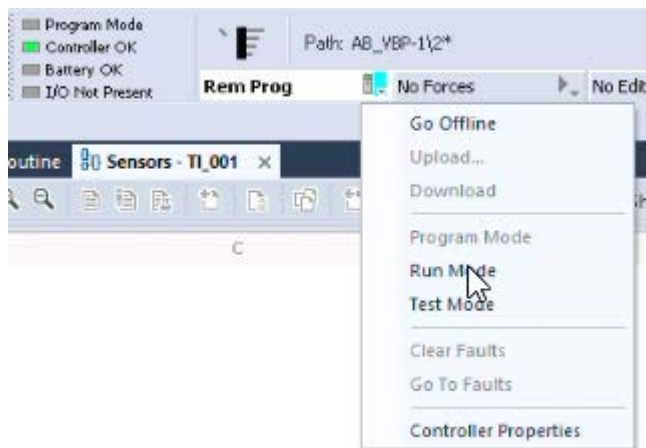 Program Mode
Controller OK
Battery OK
I/O Not Present
Path: AB_VBP-1\2*
Rem Prog
No Forces
No Edit
outine
Sensors - TI_001
C
Go Offline
Upload...
Download
Program Mode
Run Mode
Test Mode
Clear Faults
Go To Faults
Controller Properties